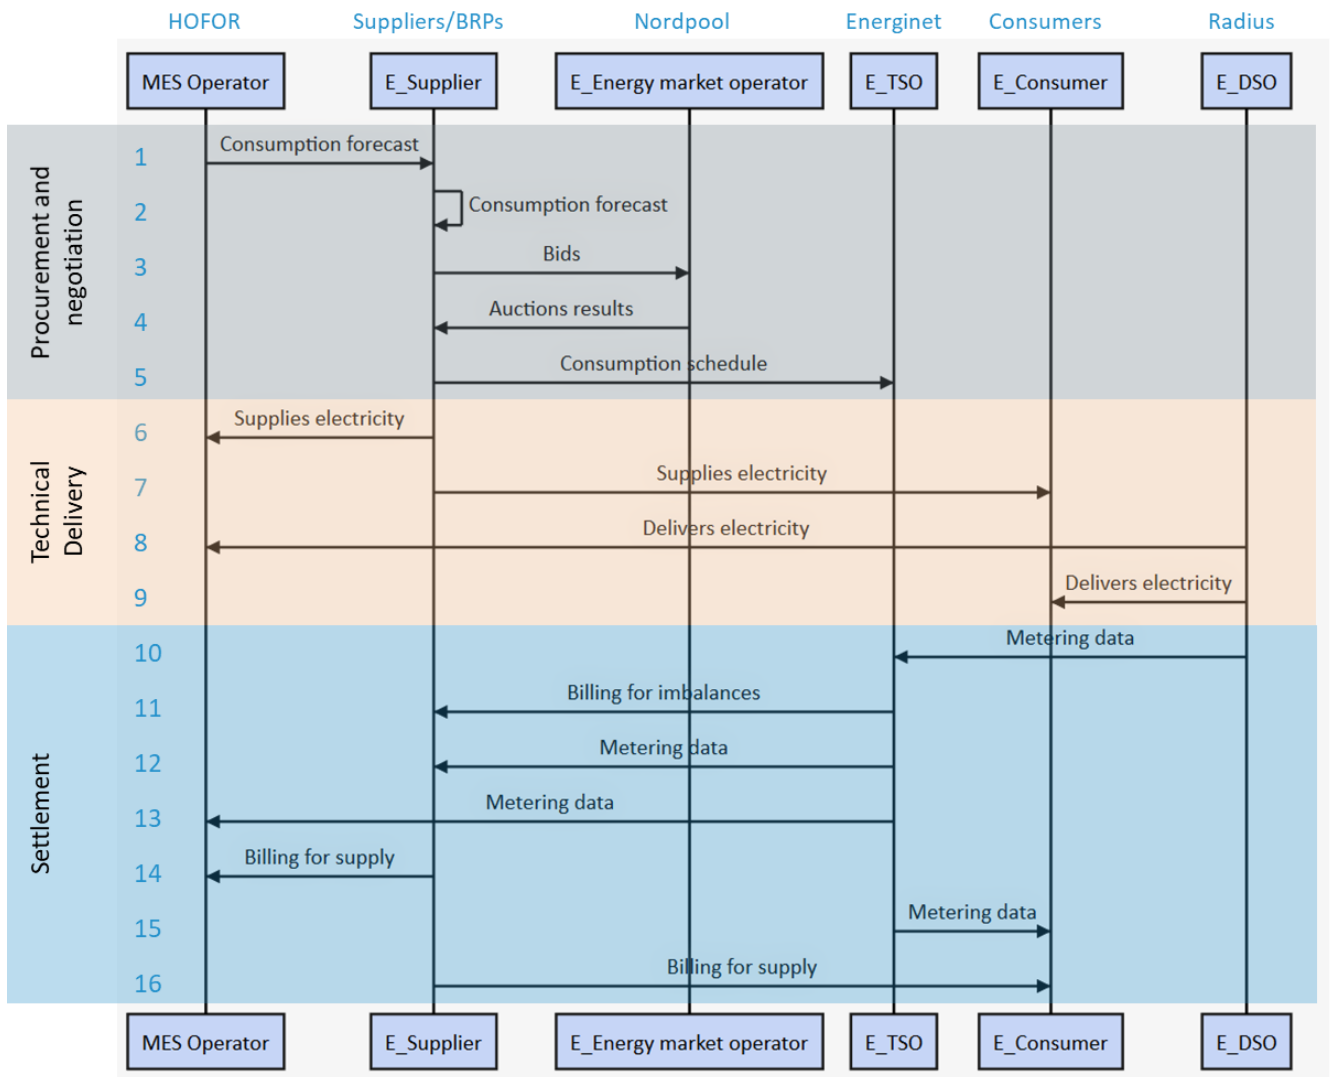 HOFOR Suppliers/BRPs Nordpool Energinet Consumers Radius
MES Operator E_Supplier E_Energy market operator E_TSO E_Consumer E_DSO
Procurement and
negotiation
1 Consumption forecast
2 Consumption forecast
3 Bids
4 Auctions results
5 Consumption schedule
Technical
Delivery
6 Supplies electricity
7 Supplies electricity
8 Delivers electricity
9 Delivers electricity
Settlement
10 Metering data
11 Billing for imbalances
12 Metering data
13 Metering data
14 Billing for supply
15 Metering data
16 Billing for supply
MES Operator E_Supplier E_Energy market operator E_TSO E_Consumer E_DSO